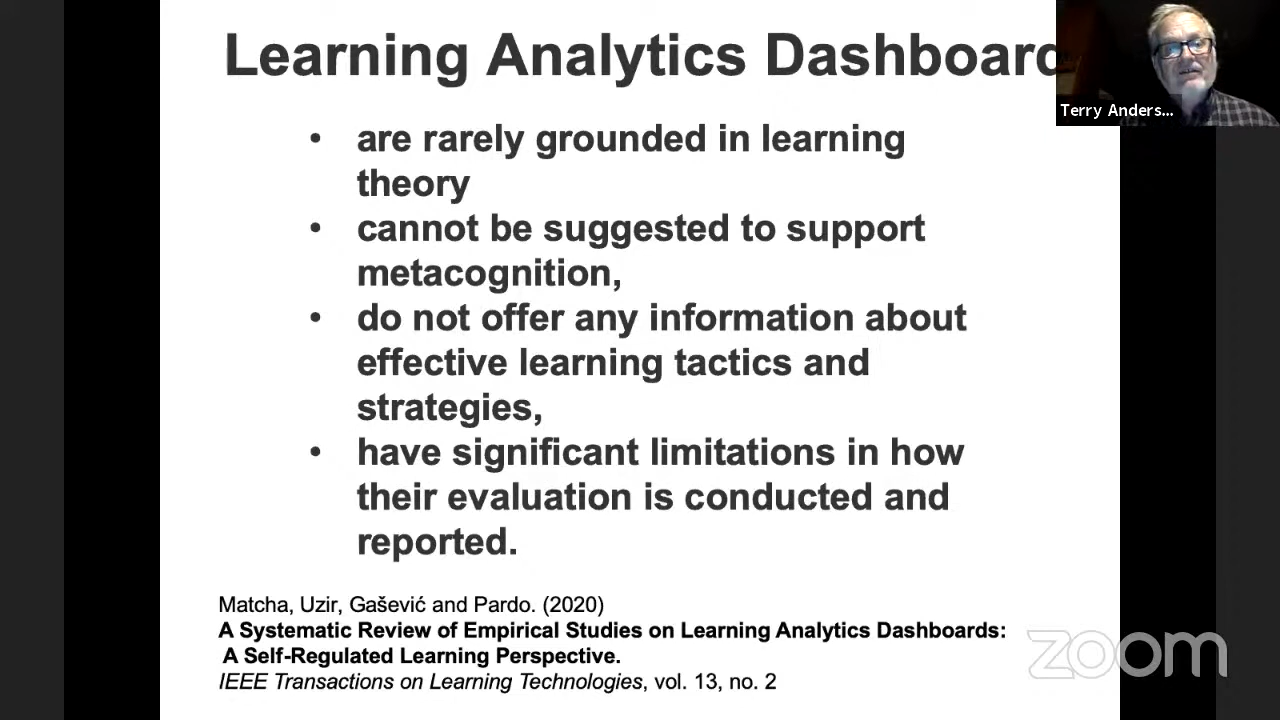 Learning Analytics Dashboard
Terry Anders...
• are rarely grounded in learning
theory
• cannot be suggested to support
metacognition,
• do not offer any information about
effective learning tactics and
strategies,
• have significant limitations in how
their evaluation is conducted and
reported.
Matcha, Uzir, Gašević and Pardo. (2020)
A Systematic Review of Empirical Studies on Learning Analytics Dashboards:
A Self-Regulated Learning Perspective.
IEEE Transactions on Learning Technologies, vol. 13, no. 2
zoom